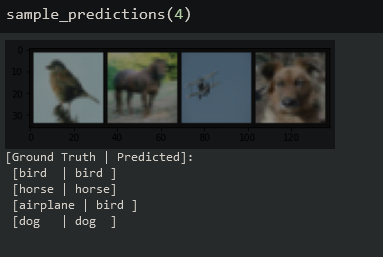 sample_predictions(4)
0
10
20
30
0 20 40 60 80 100 120
[Ground Truth | Predicted]:
[bird | bird ]
[horse | horse]
[airplane | bird ]
[dog | dog ]